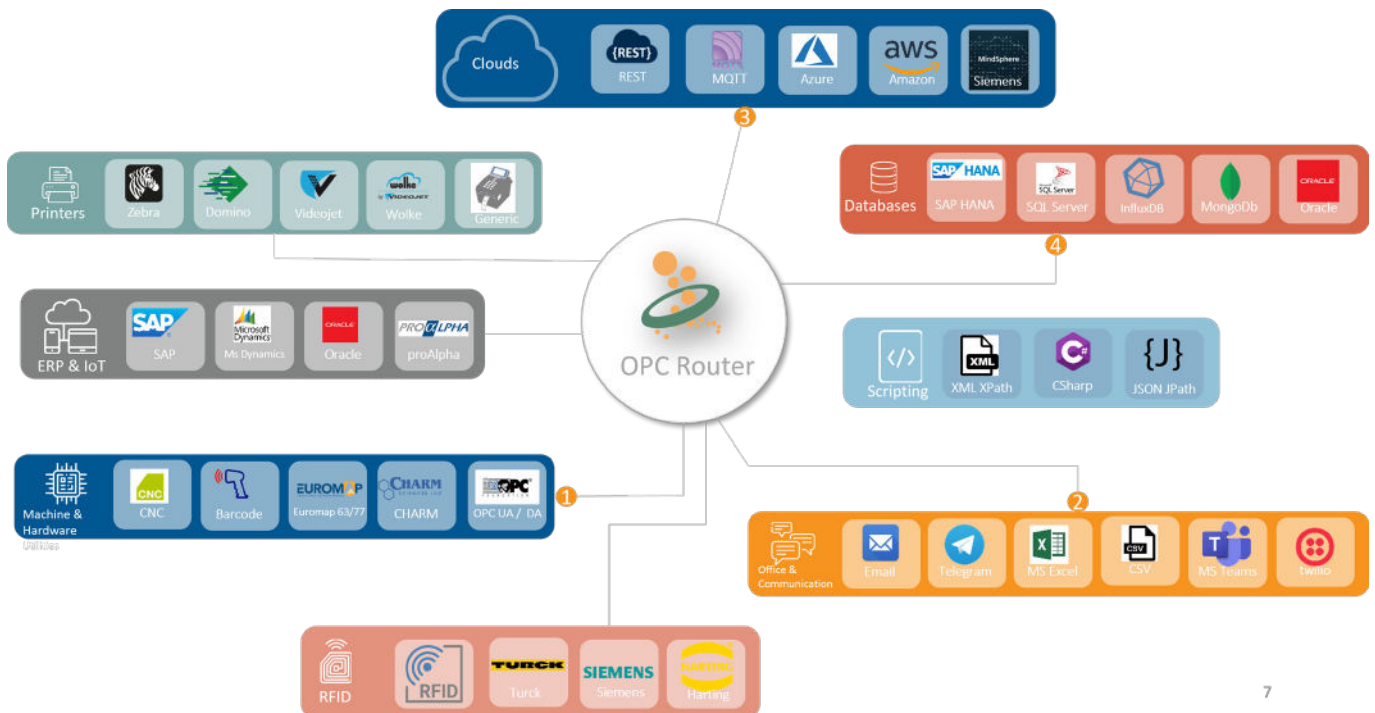 Clouds
{REST}
REST
MQTT
Azure
aws
Amazon
MindSphere
Siemens
3
Printers
Zebra
Domino
Videojet
wolke
VIDEOJET
Wolke
Generic
Databases
SAP HANA
SAP HANA
SQL Server
SQL Server
InfluxDB
MongoDb
ORACLE
Oracle
4
ERP & IoT
SAP
SAP
Microsoft
Dynamics
Ms Dynamics
ORACLE
Oracle
PROALPHA
proAlpha
OPC Router
</>
Scripting
XML
XML XPath
C#
CSharp
{J}
JSON JPath
Machine &
Hardware
Utilities
CNC
CNC
Barcode
EUROMAP
Euromap 63/77
CHARM
CHARM
OPC
FOUNDATION
OPC UA / DA
1
2
Office &
Communication
Email
Telegram
X
MS Excel
CSV
CSV
T
MS Teams
twilio
RFID
RFID
TURCK
Turck
SIEMENS
Siemens
HARTING
Harting
7